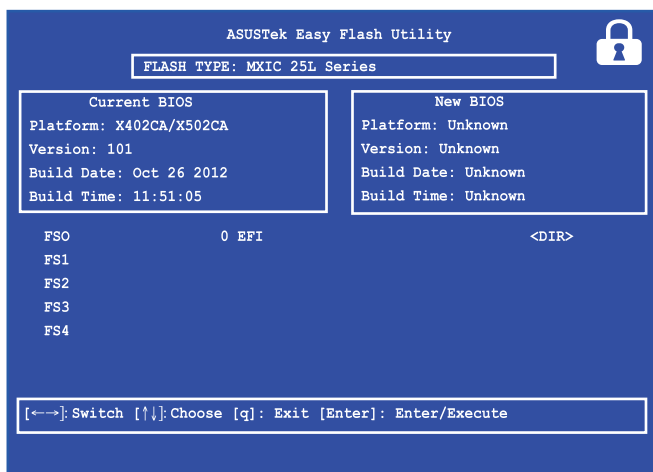 ASUSTek Easy Flash Utility
FLASH TYPE: MXIC 25L Series
Current BIOS
Platform: X402CA/X502CA
Version: 101
Build Date: Oct 26 2012
Build Time: 11:51:05
New BIOS
Platform: Unknown
Version: Unknown
Build Date: Unknown
Build Time: Unknown
FSO 0 EFI <DIR>
FS1
FS2
FS3
FS4
[←→]: Switch [↑↓]: Choose [q]: Exit [Enter]: Enter/Execute